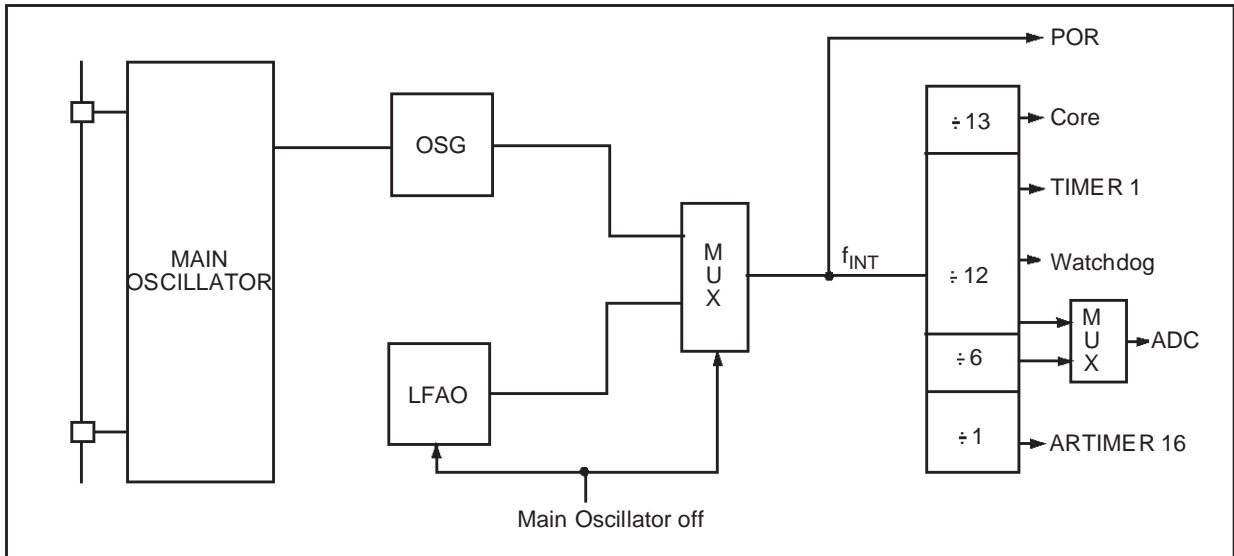 POR
÷13
Core
OSG
TIMER 1
MAIN
OSCILLATOR
M
U
X
fINT
÷12
Watchdog
M
U
X
ADC
÷6
LFAO
÷1
ARTIMER 16
Main Oscillator off